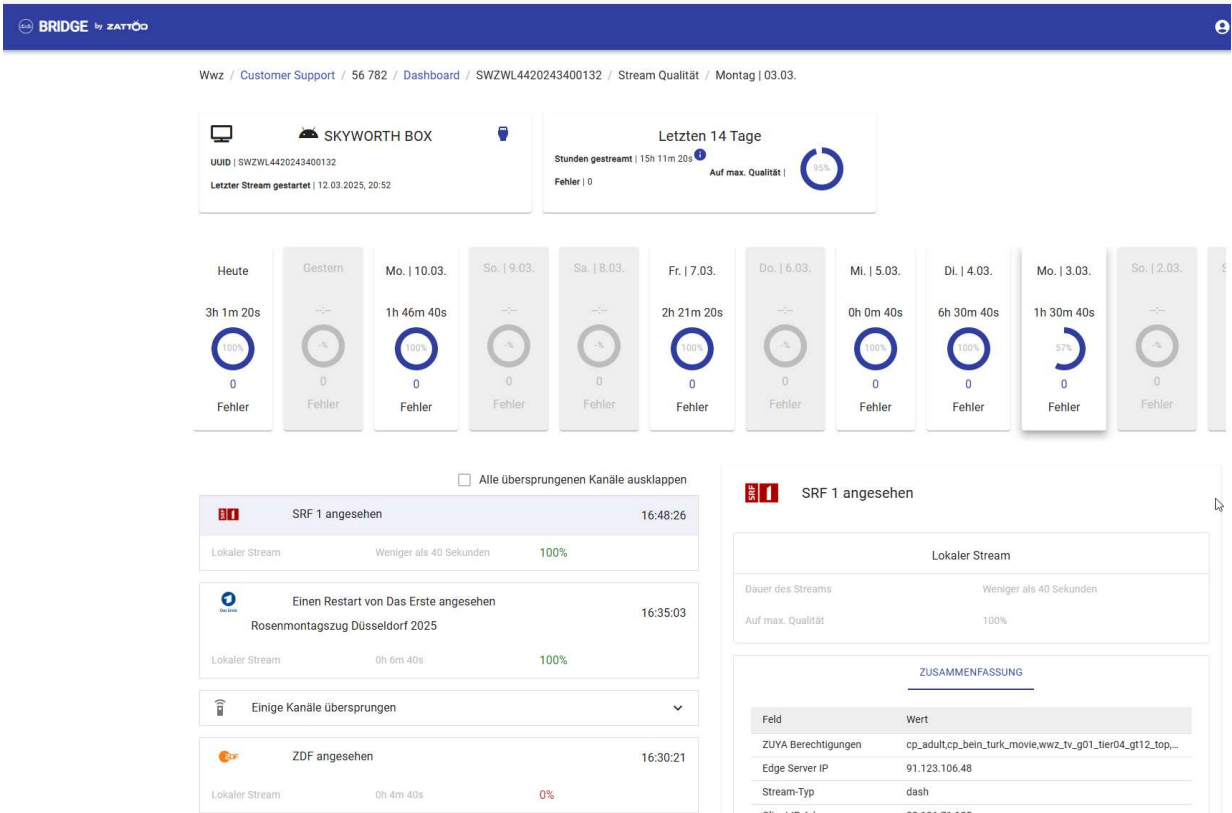 BRIDGE by ZATTOO
Wwz / Customer Support / 56 782 / Dashboard / SWZWL4420243400132 / Stream Qualität / Montag | 03.03.
SKYWORTH BOX
UUID | SWZWL4420243400132
Letzter Stream gestartet | 12.03.2025, 20:52
Letzten 14 Tage
Stunden gestreamt | 15h 11m 20s
Fehler | 0
Auf max. Qualität |
95%
Heute
3h 1m 20s
100%
0
Fehler
Gestern
--:--
-%
0
Fehler
Mo. | 10.03.
1h 46m 40s
100%
0
Fehler
So. | 9.03.
--:--
-%
0
Fehler
Sa. | 8.03.
--:--
-%
0
Fehler
Fr. | 7.03.
2h 21m 20s
100%
0
Fehler
Do. | 6.03.
--:--
-%
0
Fehler
Mi. | 5.03.
0h 0m 40s
100%
0
Fehler
Di. | 4.03.
6h 30m 40s
100%
0
Fehler
Mo. | 3.03.
1h 30m 40s
57%
0
Fehler
So. | 2.03.
--:--
-%
0
Fehler
Alle übersprungenen Kanäle ausklappen
SRF 1 angesehen 16:48:26
Lokaler Stream Weniger als 40 Sekunden 100%
Das Erste
Einen Restart von Das Erste angesehen
Rosenmontagszug Düsseldorf 2025
16:35:03
Lokaler Stream 0h 6m 40s 100%
Einige Kanäle übersprungen
ZDF
ZDF angesehen 16:30:21
Lokaler Stream 0h 4m 40s 0%
SRF 1
SRF 1 angesehen
Lokaler Stream
Dauer des Streams Weniger als 40 Sekunden
Auf max. Qualität 100%
ZUSAMMENFASSUNG
Feld Wert
ZUYA Berechtigungen cp_adult,cp_bein_turk_movie,wwz_tv_g01_tier04_gt12_top,...
Edge Server IP 91.123.106.48
Stream-Typ dash